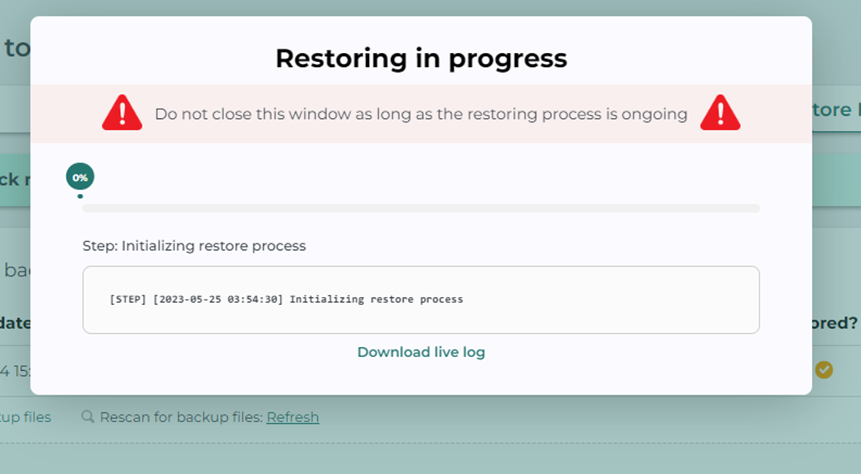 to
Restoring in progress
Do not close this window as long as the restoring process is ongoing
tore
ck
0%
Step: Initializing restore process
bac
[STEP] [2023-05-25 03:54:30] Initializing restore process
date
ored?
Download live log
4 15:
kup files
Rescan for backup files: Refresh